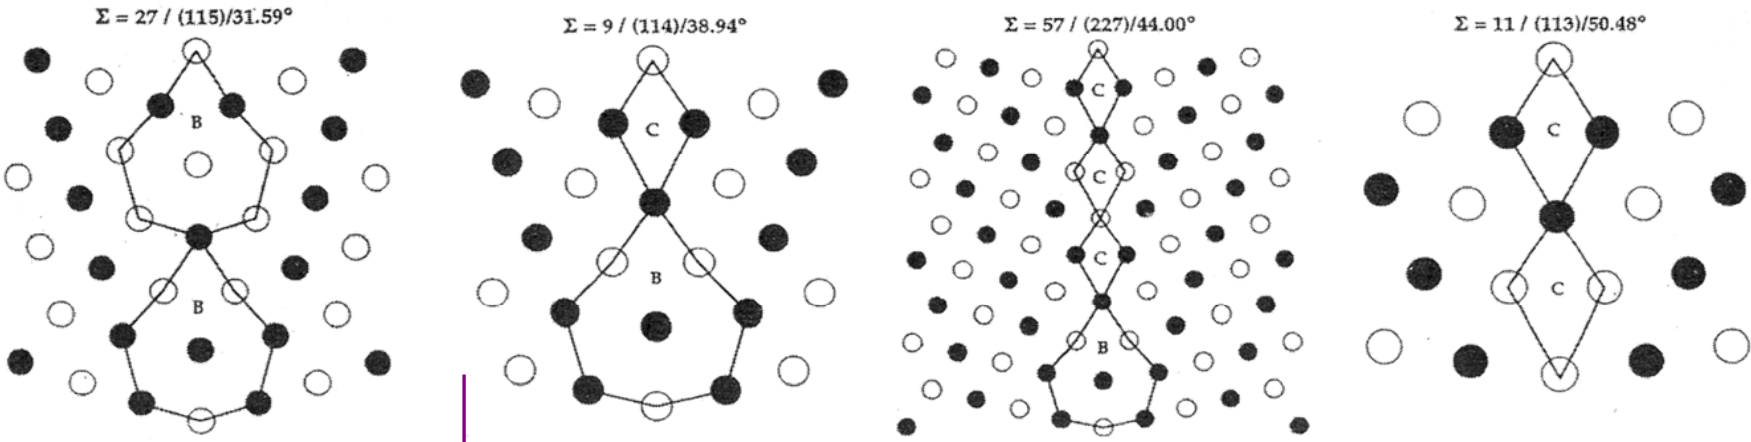 Σ = 27 / (115)/31.59°
B
B
Σ = 9 / (114)/38.94°
C
B
Σ = 57 / (227)/44.00°
C
C
C
B
Σ = 11 / (113)/50.48°
C
C